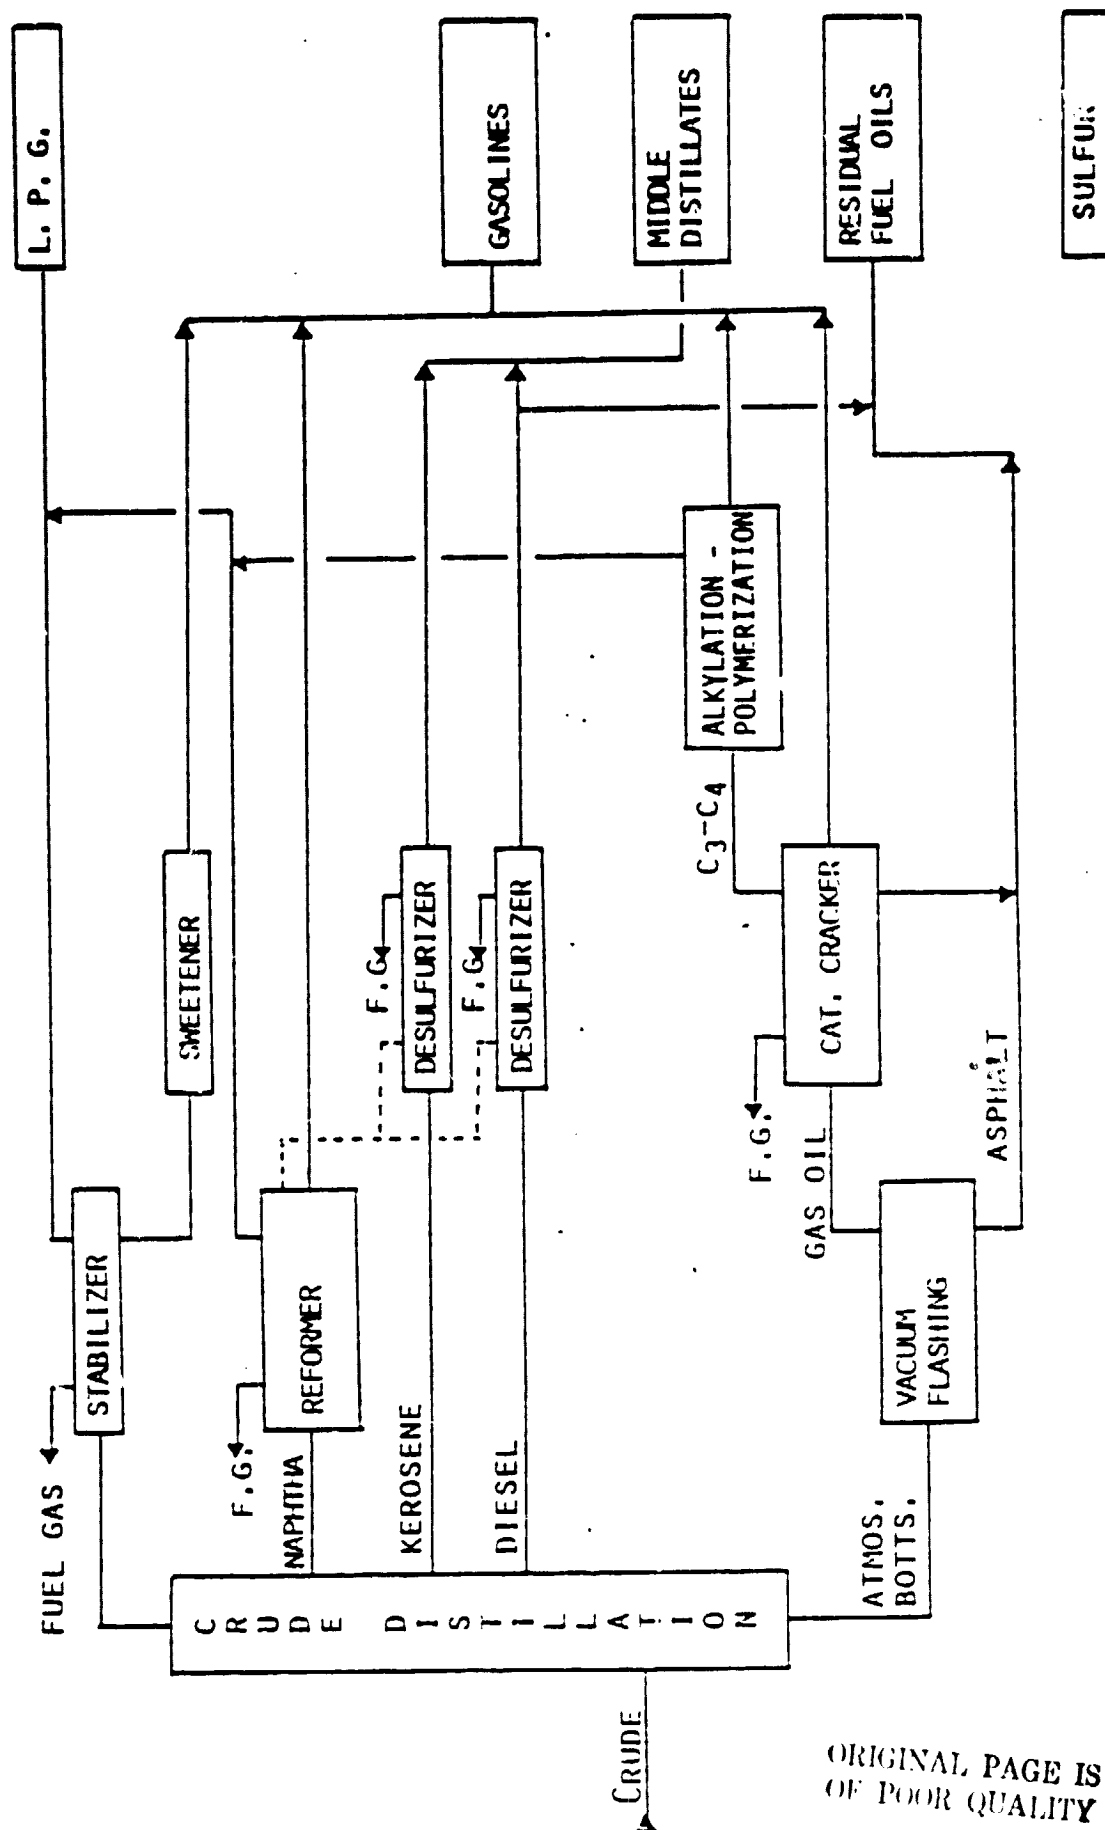 L. P. G.
GASOLINES
MIDDLE
DISTILLATES
RESIDUAL
FUEL OILS
SULFUR
ALKYLATION -
POLYMERIZATION
C3-C4
SWEETENER
F.G.
DESULFURIZER
F.G.
DESULFURIZER
CAT. CRACKER
F.G.
GAS OIL
ASPHALT
STABILIZER
FUEL GAS
REFORMER
F.G.
NAPHTHA
KEROSENE
DIESEL
VACUUM
FLASHING
ATMOS.
BOTTS.
CRUDE DISTILLATION
CRUDE
ORIGINAL PAGE IS
OF POOR QUALITY